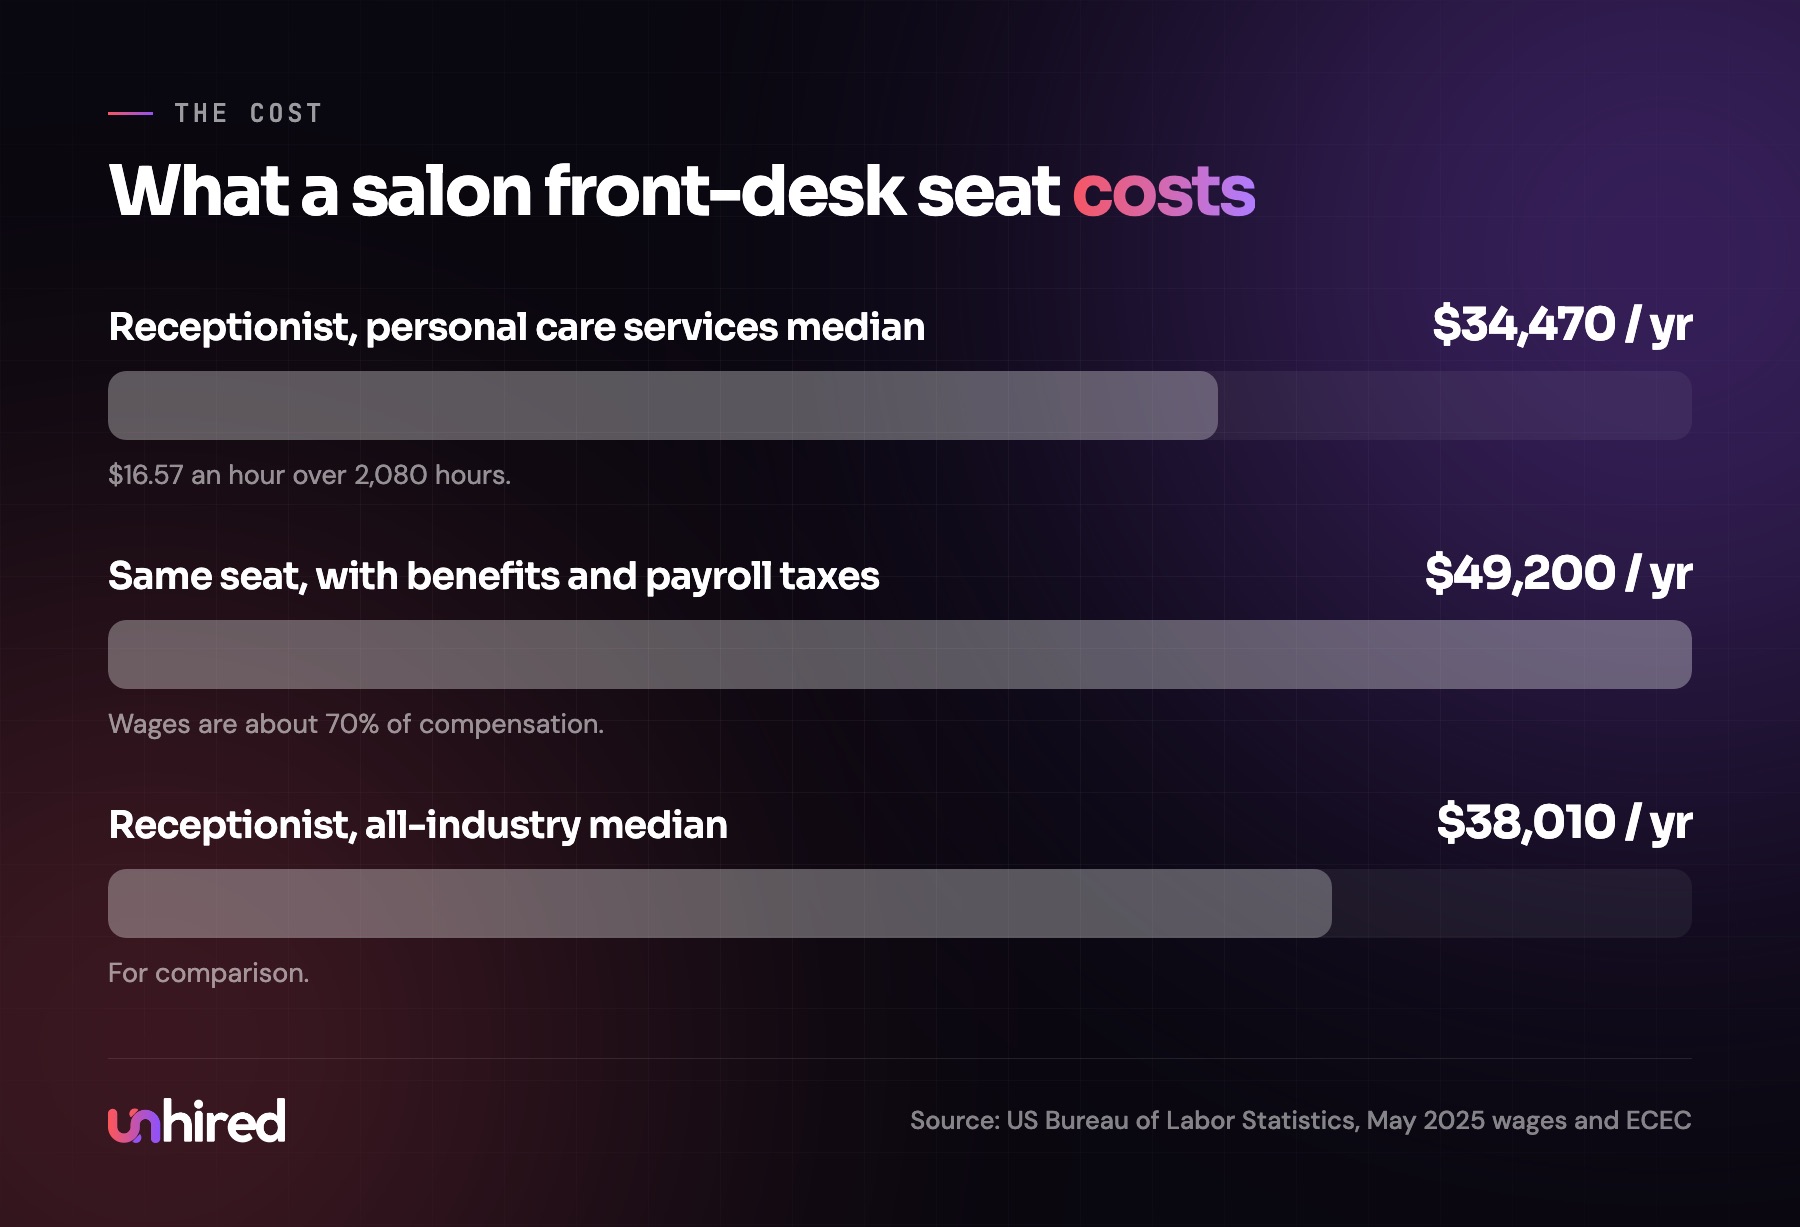 THE COST
What a salon front-desk seat costs
Receptionist, personal care services median
$34,470 / yr
$16.57 an hour over 2,080 hours.
Same seat, with benefits and payroll taxes
$49,200 / yr
Wages are about 70% of compensation.
Receptionist, all-industry median
$38,010 / yr
For comparison.
unhired
Source: US Bureau of Labor Statistics, May 2025 wages and ECEC